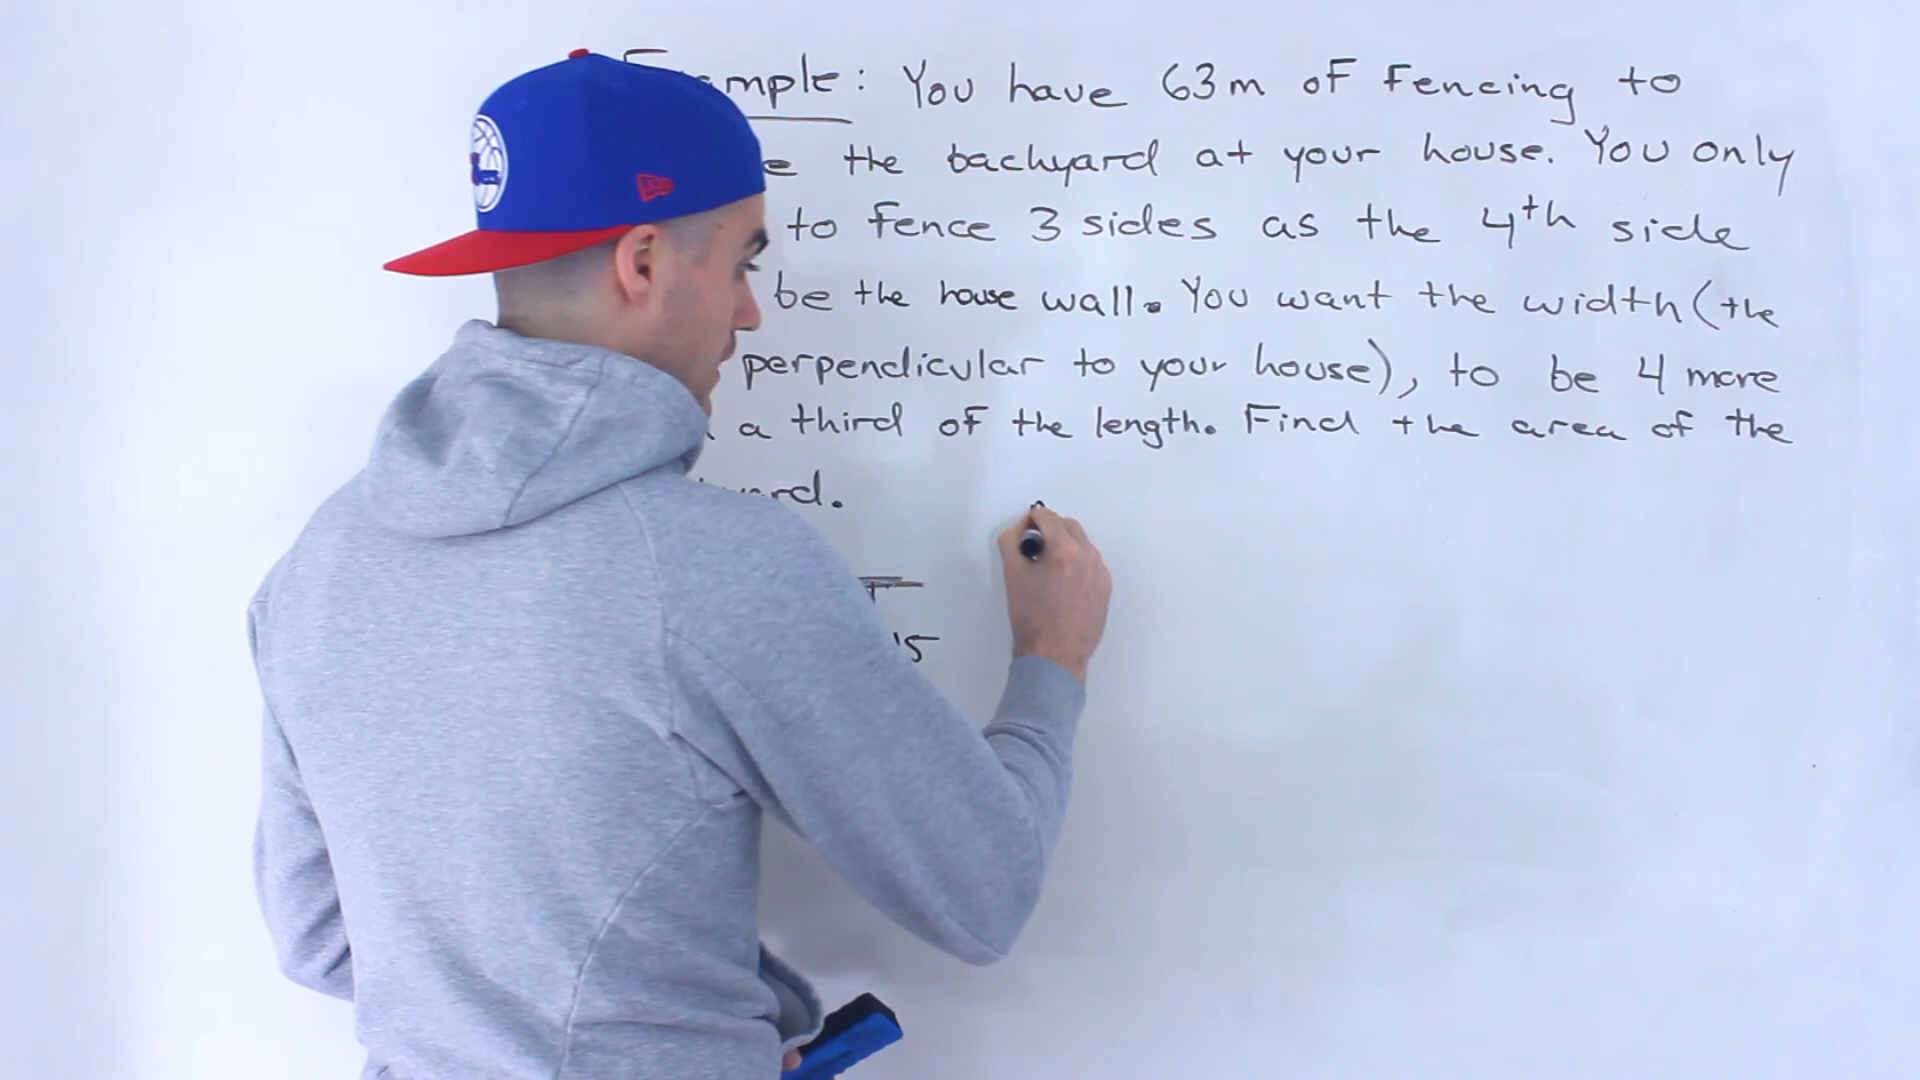 mple: You have 63m of Fencing to
e the backyard at your house. You only
to fence 3 sides as the 4th side
be the house wall. You want the width (the
perpendicular to your house), to be 4 more
a third of the length. Find the area of the
yard.
15